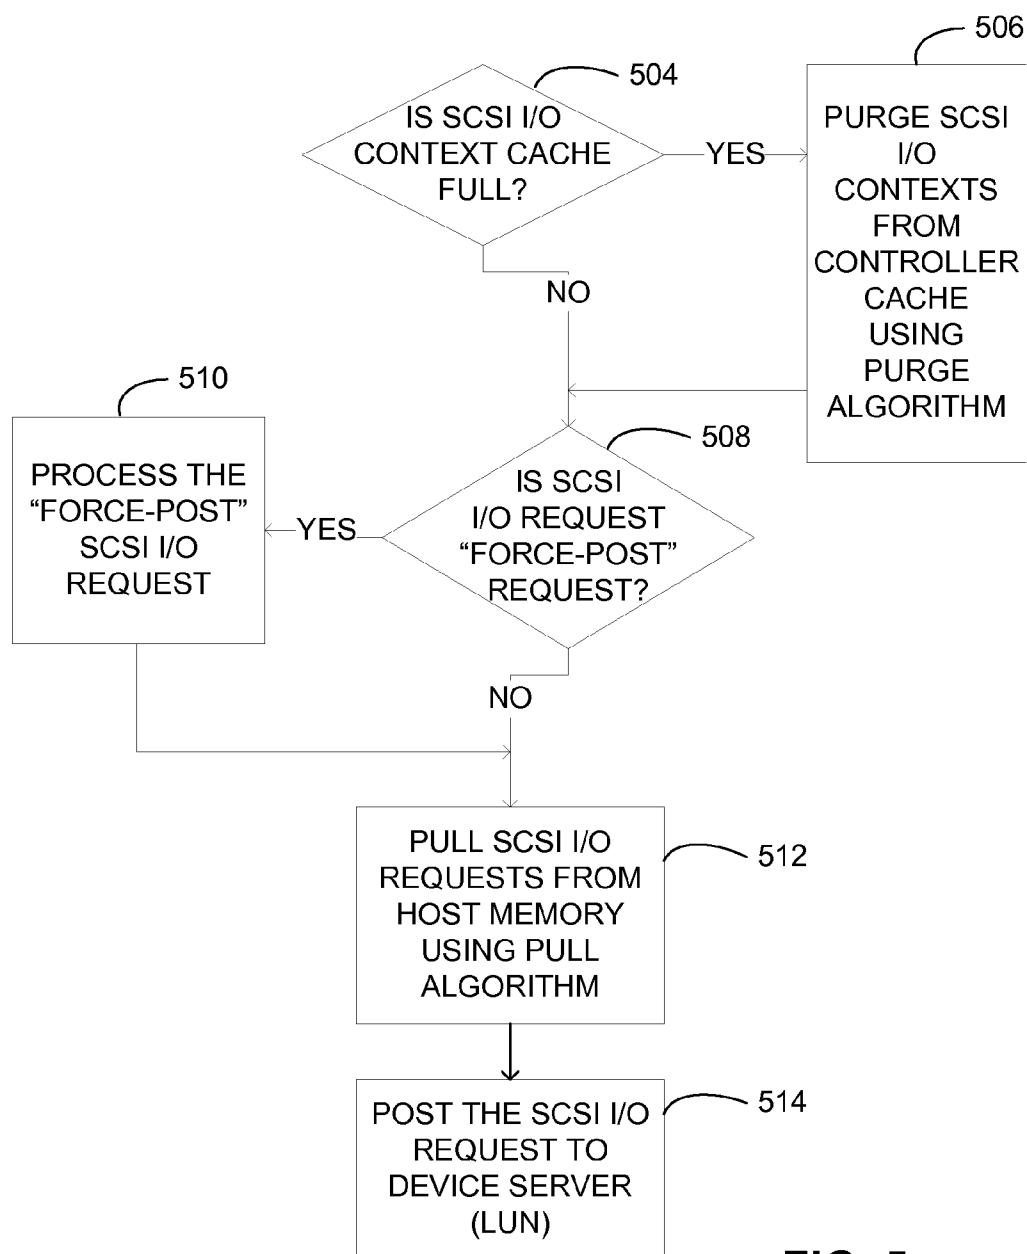 506
504
IS SCSI I/O
CONTEXT CACHE
FULL?
YES
PURGE SCSI
I/O
CONTEXTS
FROM
CONTROLLER
CACHE
USING
PURGE
ALGORITHM
NO
510
508
PROCESS THE
“FORCE-POST”
SCSI I/O
REQUEST
YES
IS SCSI
I/O REQUEST
“FORCE-POST”
REQUEST?
NO
PULL SCSI I/O
REQUESTS FROM
HOST MEMORY
USING PULL
ALGORITHM
512
POST THE SCSI I/O
REQUEST TO
DEVICE SERVER
(LUN)
514